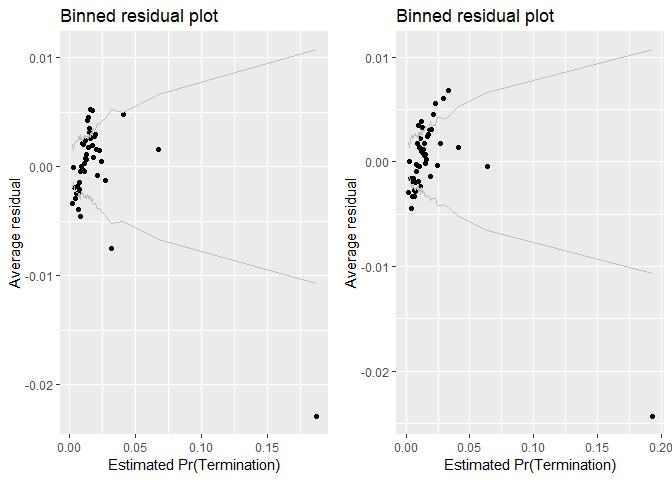 Binned residual plot
Average residual
0.01
0.00
-0.01
-0.02
0.00 0.05 0.10 0.15
Estimated Pr(Termination)
Binned residual plot
Average residual
0.01
0.00
-0.01
-0.02
0.00 0.05 0.10 0.15 0.20
Estimated Pr(Termination)